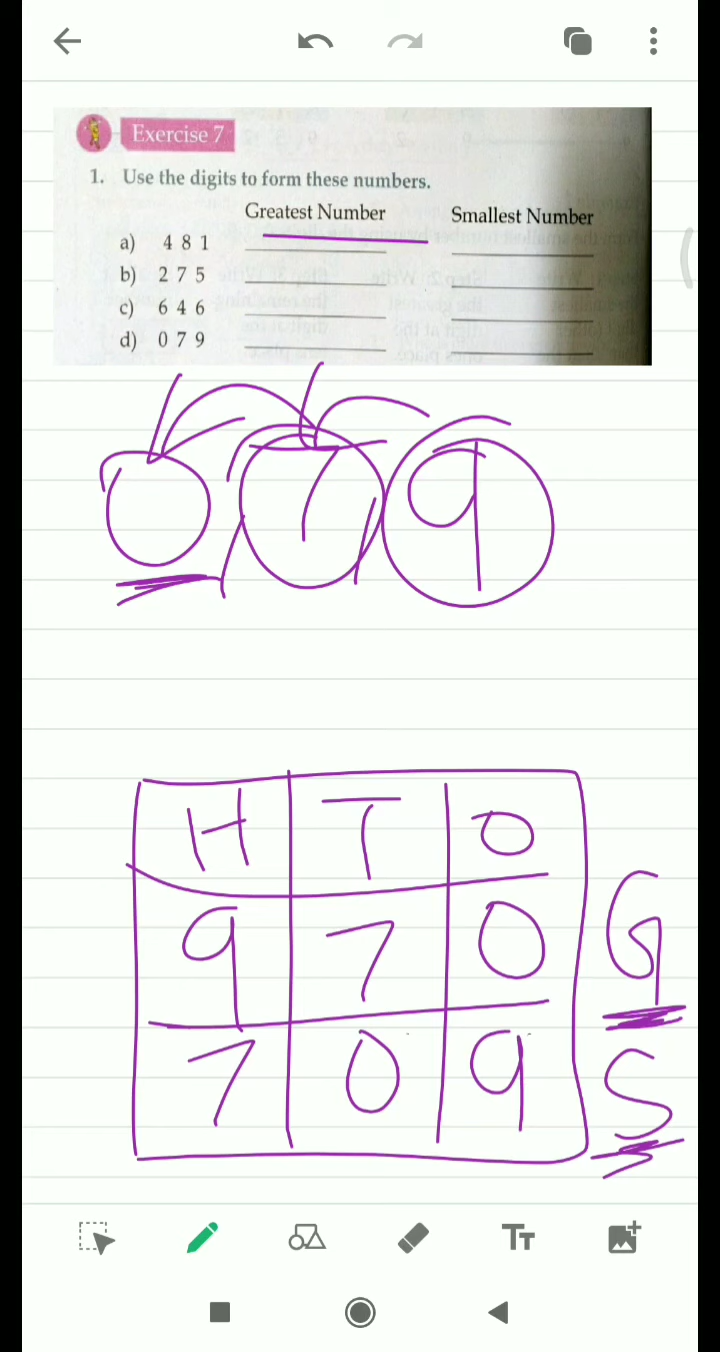 Exercise 7
1. Use the digits to form these numbers.
Greatest Number Smallest Number
a) 4 8 1
b) 2 7 5
c) 6 4 6
d) 0 7 9
0 7 9
H T O
9 7 0 G
7 0 9 S
TT